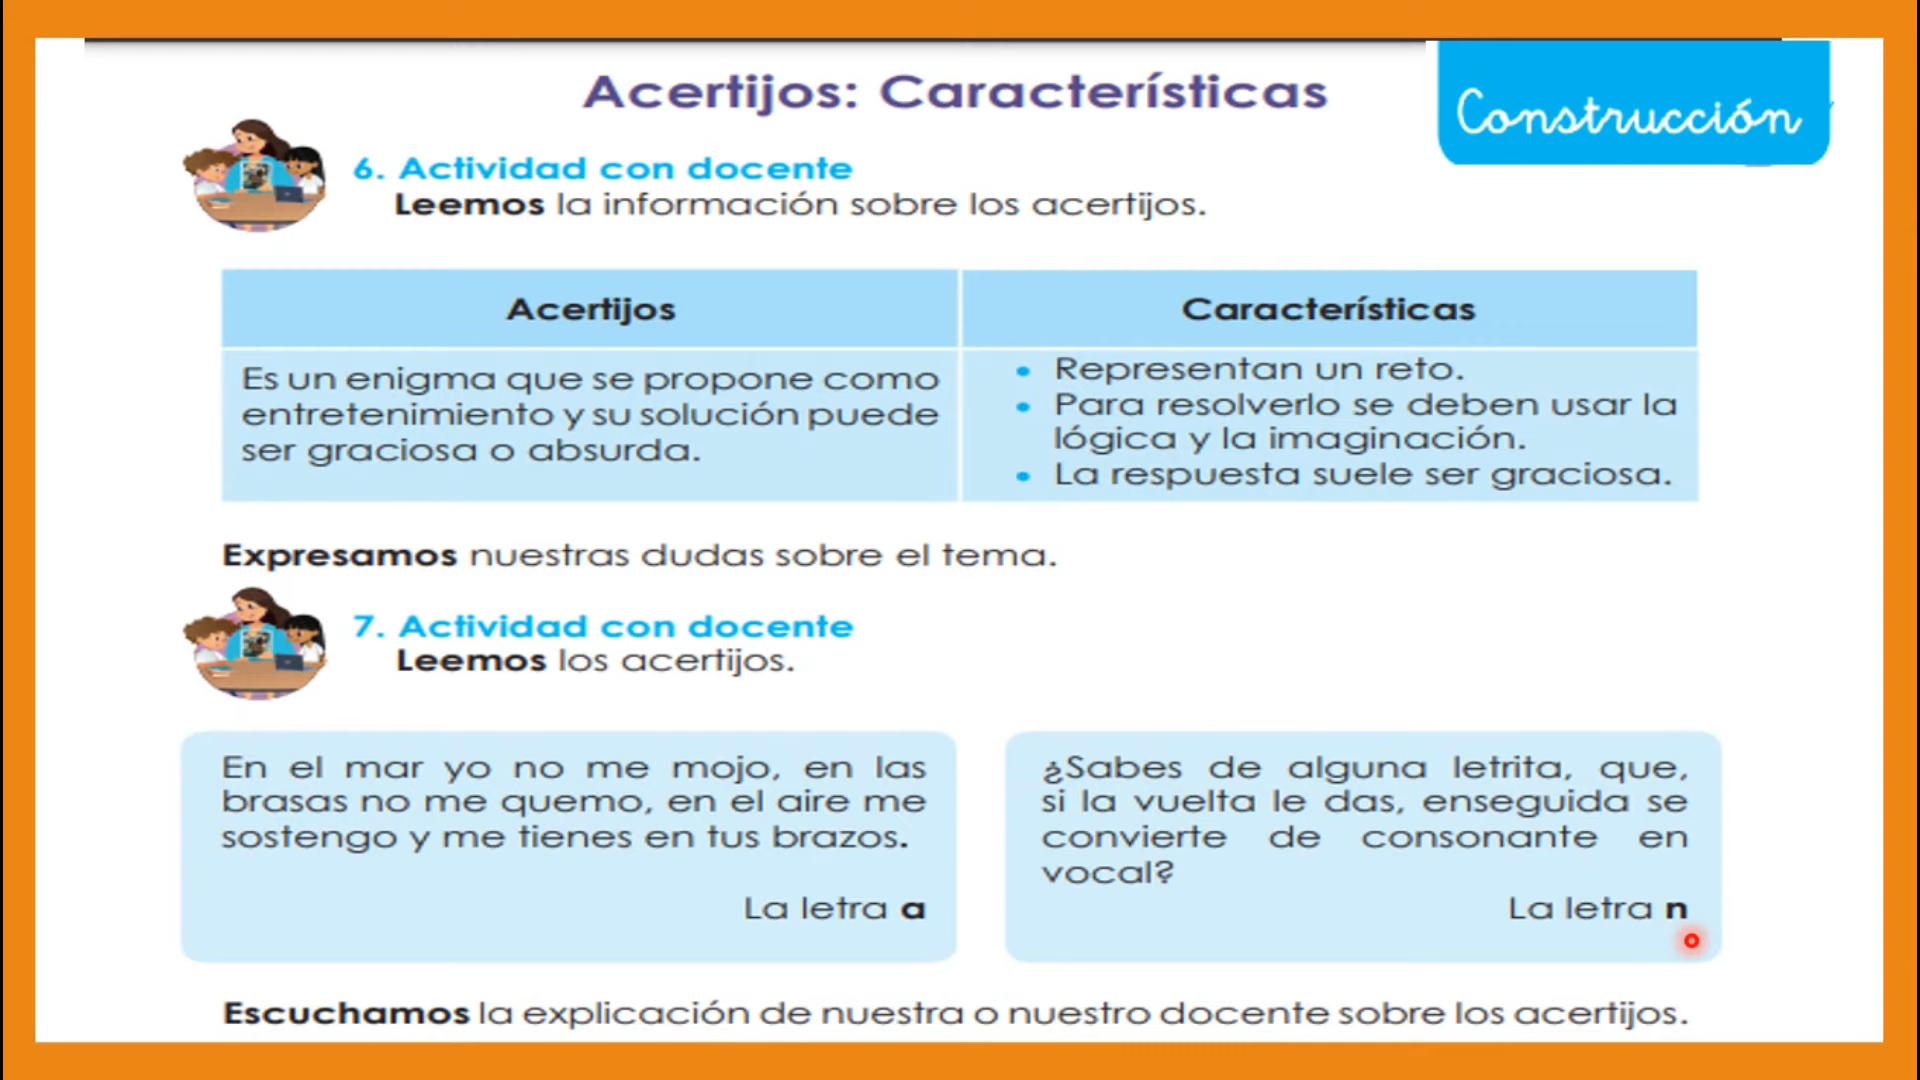 Acertijos: Características
Construcción
6. Actividad con docente
Leemos la información sobre los acertijos.
Acertijos
Características
Es un enigma que se propone como
entretenimiento y su solución puede
ser graciosa o absurda.
• Representan un reto.
• Para resolverlo se deben usar la
lógica y la imaginación.
• La respuesta suele ser graciosa.
Expresamos nuestras dudas sobre el tema.
7. Actividad con docente
Leemos los acertijos.
En el mar yo no me mojo, en las
brasas no me quemo, en el aire me
sostengo y me tienes en tus brazos.
La letra a
¿Sabes de alguna letrita, que,
si la vuelta le das, enseguida se
convierte de consonante en
vocal?
La letra n
Escuchamos la explicación de nuestra o nuestro docente sobre los acertijos.